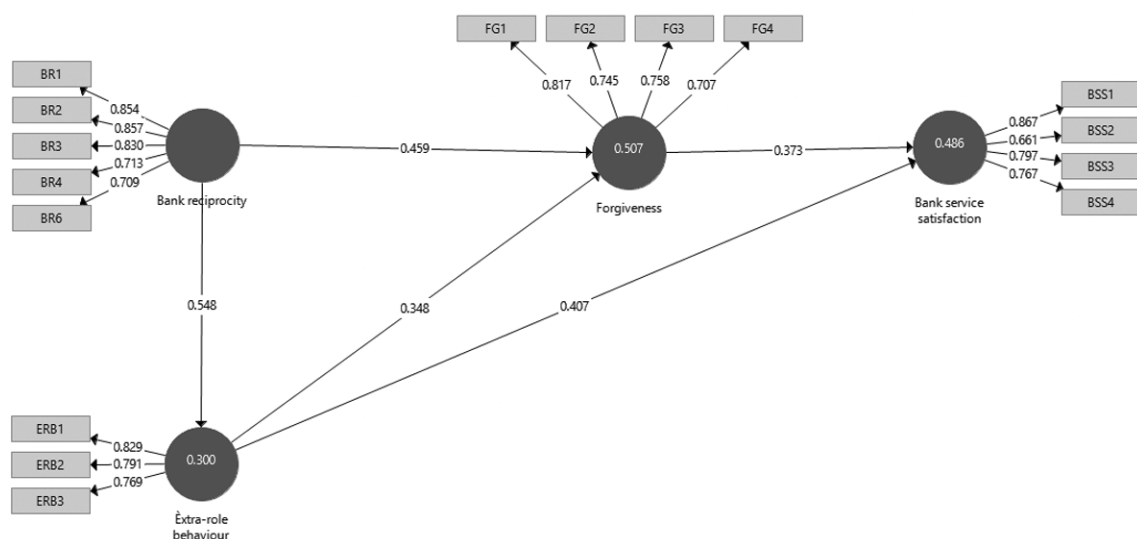 FG1
FG2
FG3
FG4
0.817
0.745
0.758
0.707
BR1
BR2
BR3
BR4
BR6
0.854
0.857
0.830
0.713
0.709
Bank reciprocity
0.459
0.507
Forgiveness
0.373
0.486
Bank service
satisfaction
BSS1
BSS2
BSS3
BSS4
0.867
0.661
0.797
0.767
0.548
0.348
0.407
ERB1
ERB2
ERB3
0.829
0.791
0.769
0.300
Èxtra-role
behaviour